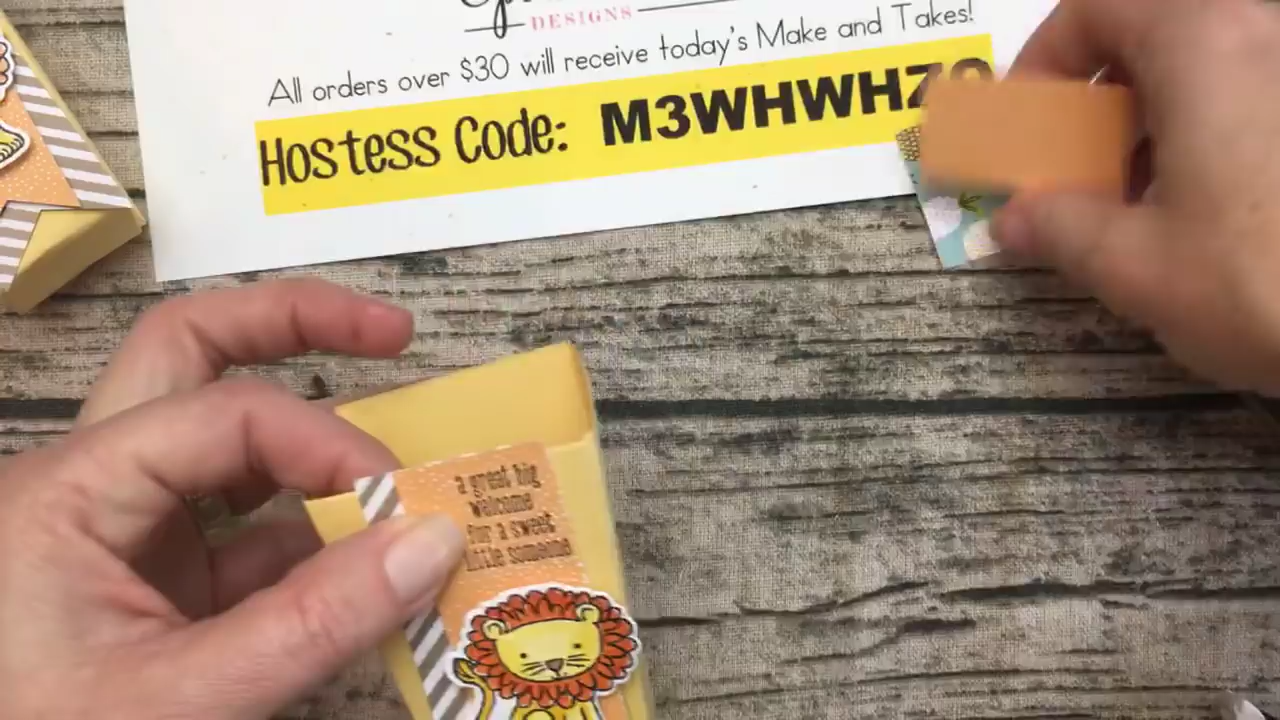 DESIGNS
All orders over $30 will receive today's Make and Takes!
Hostess Code: M3WHWHZ
a great big
welcome
for a sweet
little someone